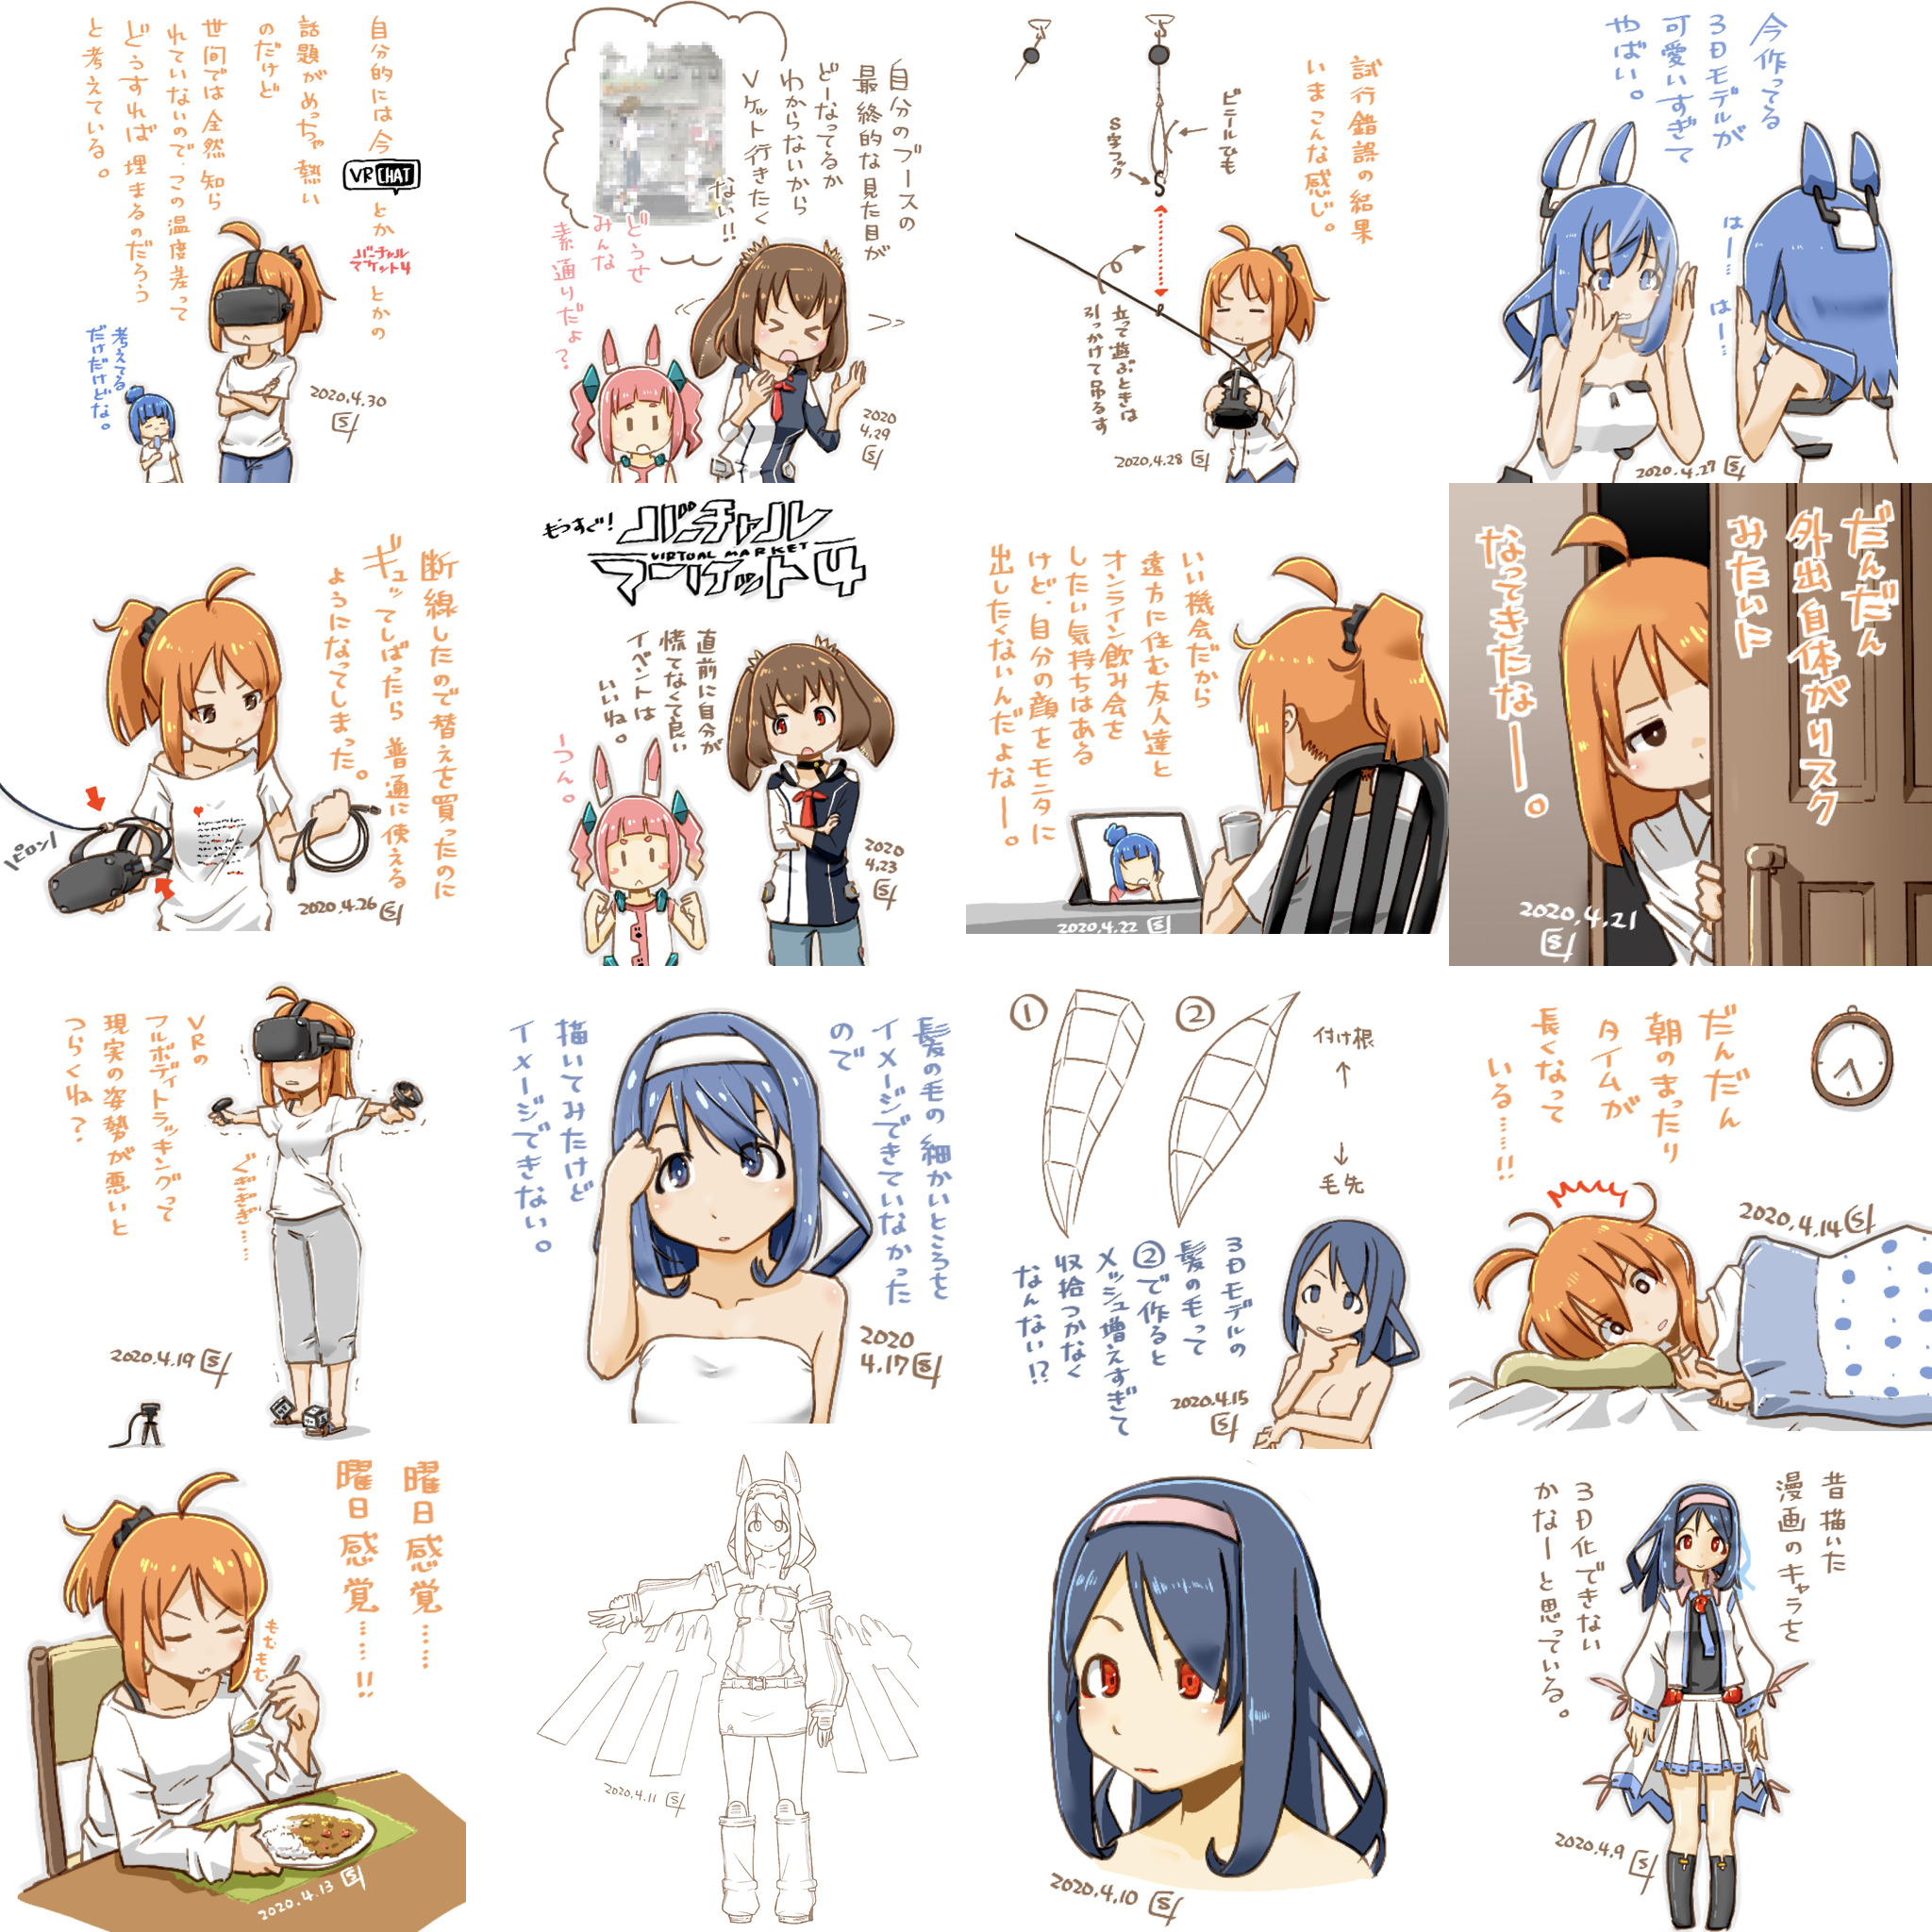 自分的には今
VRCHAT
とか
バーチャル
マーケット4
とかの
話題がめっちゃ熱い
のだけど
世間では全然知ら
れていないので、この温度差って
どうすれば埋まるのだろう
と考えている。
考えてる
だけだけどな。
2020.4.30
自分のブースの
最終的な見た目が
どーなってるか
わからないから
Vケット行きたく
ない!!
どうせ
みんな
素通りだよ?
2020
4.29
試行錯誤の結果
いまこんな感じ。
ビニールひも
S字フック
S
立って遊ぶときは
引っかけて吊るす
2020.4.28
今作ってる
3Dモデルが
可愛いすぎて
やばい。
はー…
はー…
2020.4.27
断線したので替えを買ったのに
ギュッてしばったら普通に使える
ようになってしまった。
ピロン
2020.4.26
もうすぐ!
バーチャル
VIRTUAL MARKET
マーケット4
直前に自分が
慌てなくて良い
イベントは
いいね。
ーつん。
2020
4.23
いい機会だから
遠方に住む友人達と
オンライン飲み会を
したい気持ちはある
けど、自分の顔をモニタに
出したくないんだよなー。
2020.4.22
だんだん
外出自体がリスク
みたいに
なってきたなー。
2020.4.21
VRの
フルボディトラッキングって
現実の姿勢が悪いと
つらくね?
ぐぎぎぎ……
2020.4.19
髪の毛の細かいところを
イメージできていなかった
ので
描いてみたけど
イメージできない。
2020
4.17
①
②
付け根
毛先
3Dモデルの
髪の毛って
②で作ると
メッシュ増えすぎて
収拾つかなく
なんない!?
2020.4.15
だんだん
朝のまったり
タイムが
長くなって
いる……!!
2020.4.14
曜日感覚……
曜日感覚……!!
もむもむ
2020.4.13
2020.4.11
2020.4.10
昔描いた
漫画のキャラを
3D化できない
かなーと思っている。
2020.4.9